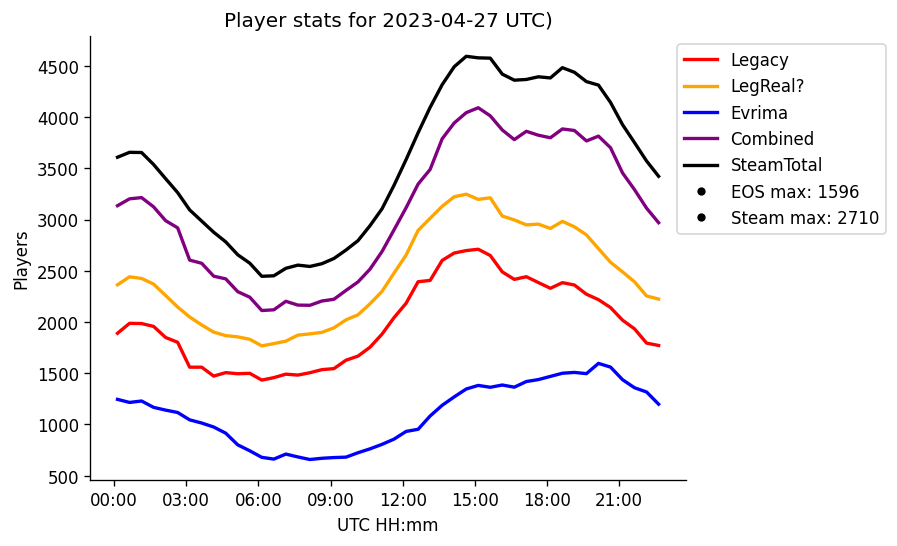 Player stats for 2023-04-27 UTC)
Legacy
LegReal?
Evrima
Combined
SteamTotal
EOS max: 1596
Steam max: 2710
Players
4500
4000
3500
3000
2500
2000
1500
1000
500
00:00 03:00 06:00 09:00 12:00 15:00 18:00 21:00
UTC HH:mm